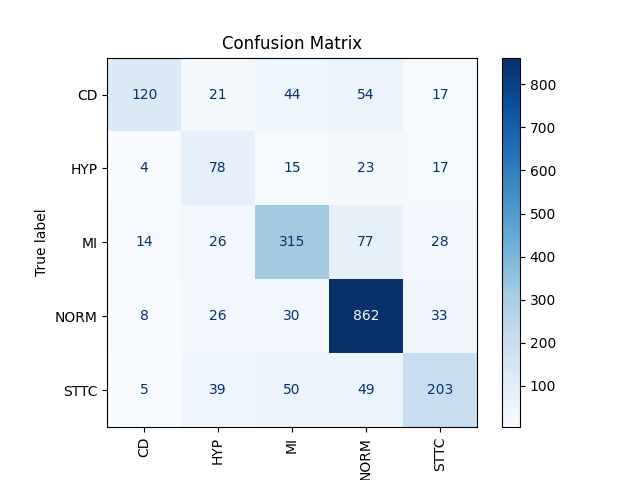 Confusion Matrix
True label
CD 120 21 44 54 17
HYP 4 78 15 23 17
MI 14 26 315 77 28
NORM 8 26 30 862 33
STTC 5 39 50 49 203
CD HYP MI NORM STTC
800
700
600
500
400
300
200
100